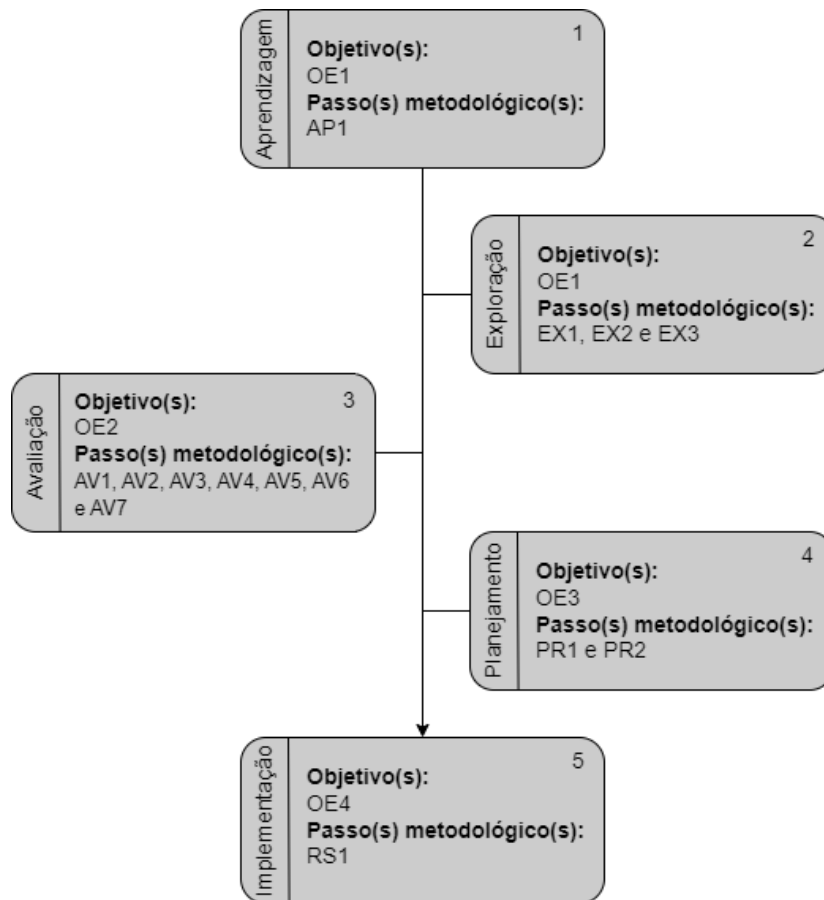 Aprendizagem
1
Objetivo(s):
OE1
Passo(s) metodológico(s):
AP1
Exploração
2
Objetivo(s):
OE1
Passo(s) metodológico(s):
EX1, EX2 e EX3
Avaliação
3
Objetivo(s):
OE2
Passo(s) metodológico(s):
AV1, AV2, AV3, AV4, AV5, AV6
e AV7
Planejamento
4
Objetivo(s):
OE3
Passo(s) metodológico(s):
PR1 e PR2
Implementação
5
Objetivo(s):
OE4
Passo(s) metodológico(s):
RS1